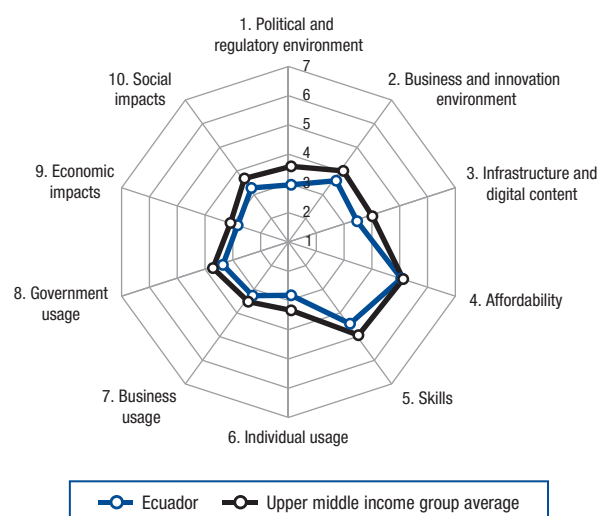 1. Political and
regulatory environment
10. Social
impacts
2. Business and innovation
environment
9. Economic
impacts
3. Infrastructure and
digital content
8. Government
usage
4. Affordability
7. Business
usage
5. Skills
6. Individual usage
7
6
5
4
3
2
1
Ecuador
Upper middle income group average